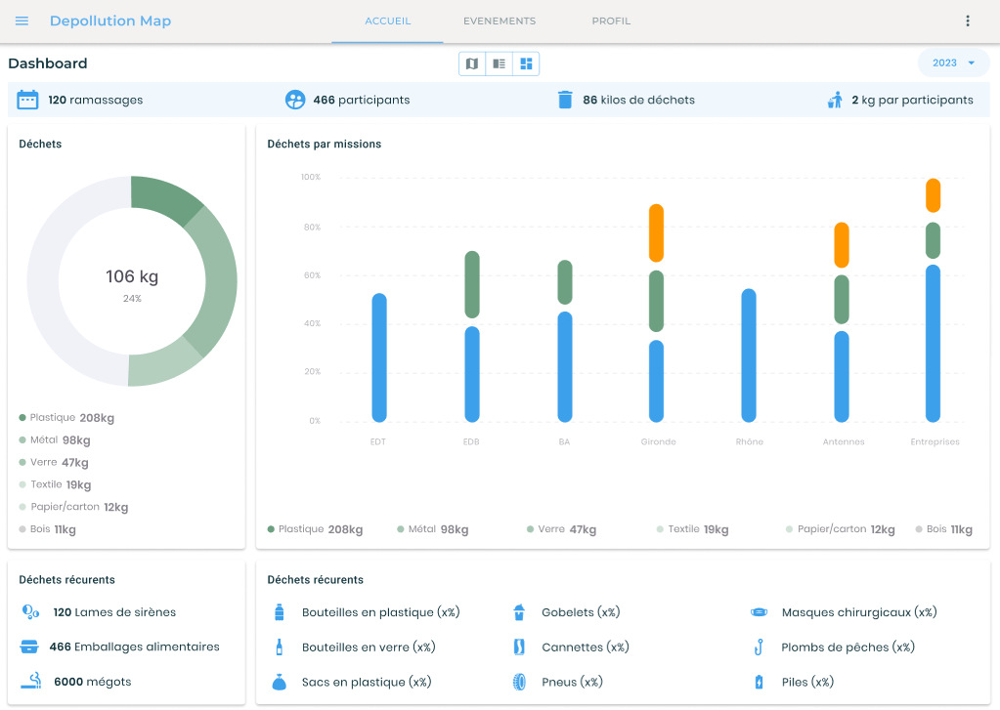 Depollution Map
ACCUEIL EVENEMENTS PROFIL
Dashboard
2023
120 ramassages 466 participants 86 kilos de déchets 2 kg par participants
Déchets
106 kg
24%
Plastique 208kg
Métal 98kg
Verre 47kg
Textile 19kg
Papier/carton 12kg
Bois 11kg
Déchets par missions
100%
80%
60%
40%
20%
0%
EDT EDB BA Gironde Rhône Antennes Entreprises
Plastique 208kg Métal 98kg Verre 47kg Textile 19kg Papier/carton 12kg Bois 11kg
Déchets récurents
120 Lames de sirènes
466 Emballages alimentaires
6000 mégots
Déchets récurents
Bouteilles en plastique (x%) Gobelets (x%) Masques chirurgicaux (x%)
Bouteilles en verre (x%) Cannettes (x%) Plombs de pêches (x%)
Sacs en plastique (x%) Pneus (x%) Piles (x%)